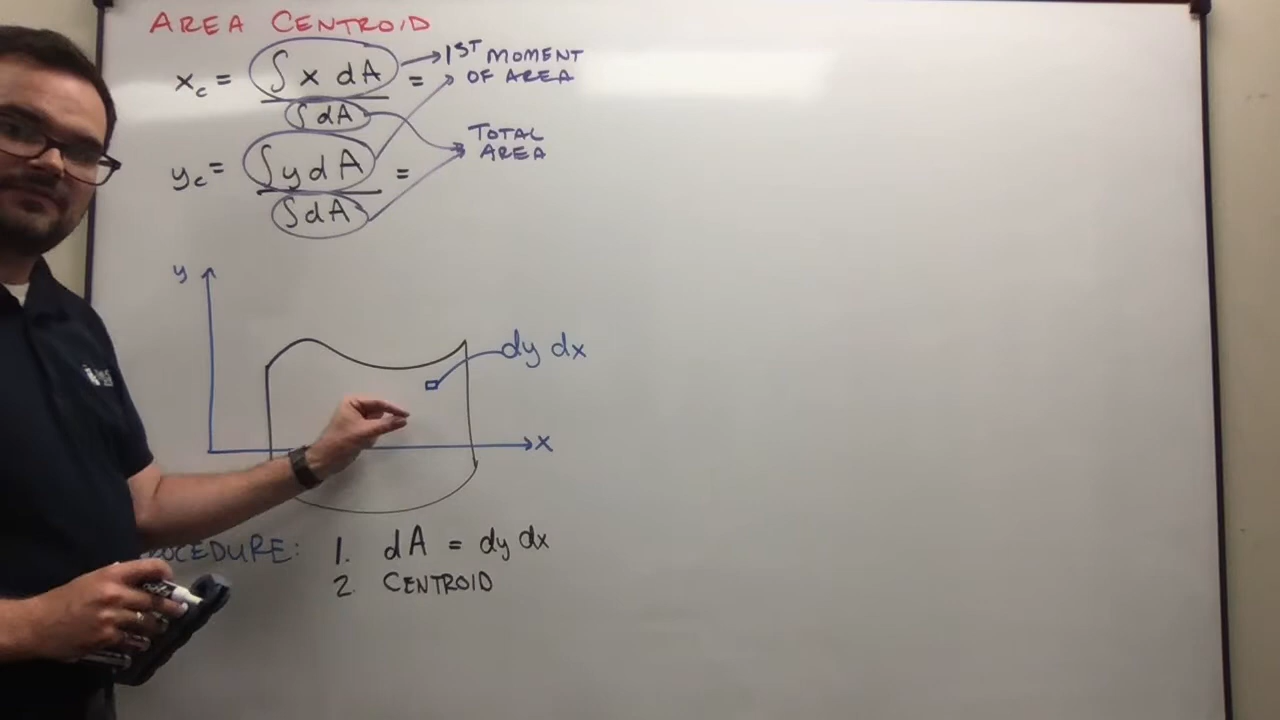 AREA CENTROID
x_c = ∫ x dA / ∫ dA =
1ST MOMENT
OF AREA
y_c = ∫ y dA / ∫ dA =
TOTAL
AREA
y
dy dx
x
OCEDURE: 1. dA = dy dx
2. CENTROID